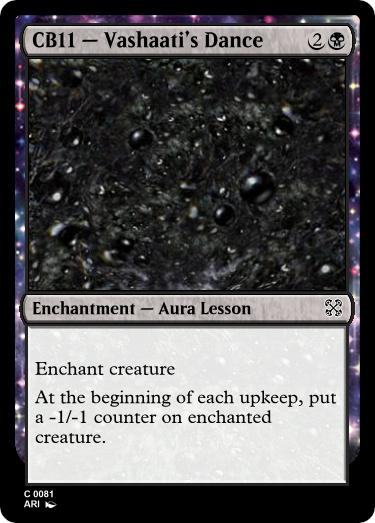 CB11 — Vashaati's Dance 2
Enchantment — Aura Lesson
Enchant creature
At the beginning of each upkeep, put
a -1/-1 counter on enchanted
creature.
C 0081
ARI